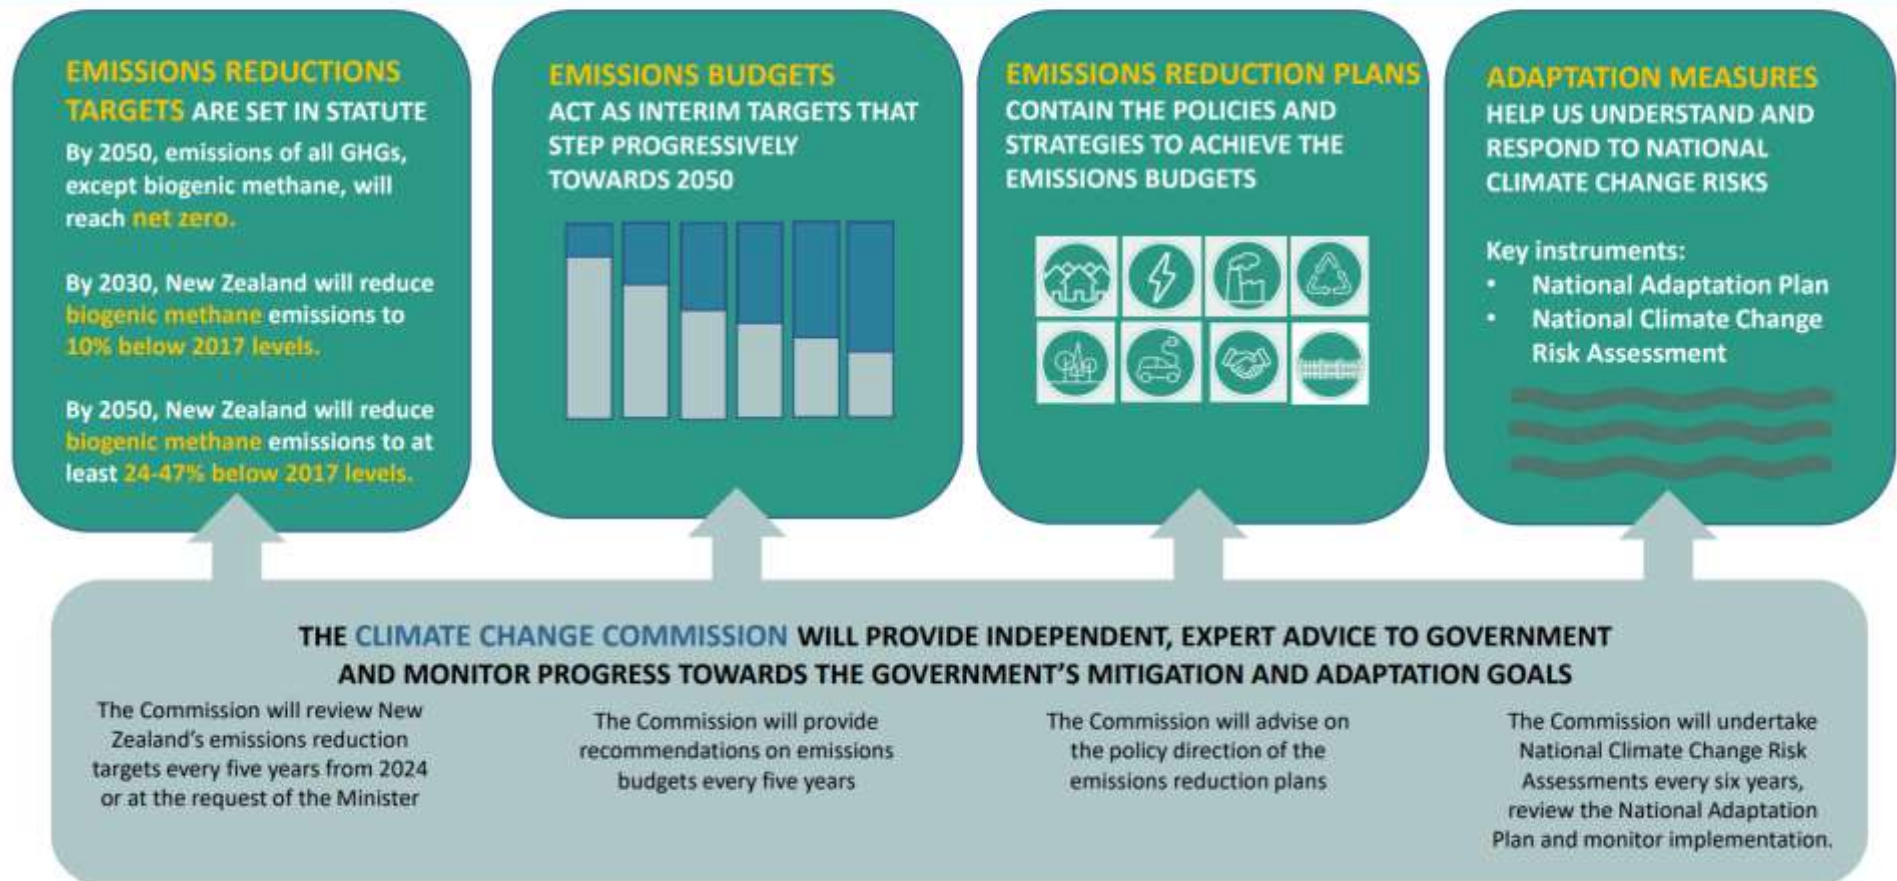 EMISSIONS REDUCTIONS
TARGETS ARE SET IN STATUTE
By 2050, emissions of all GHGs,
except biogenic methane, will
reach net zero.
By 2030, New Zealand will reduce
biogenic methane emissions to
10% below 2017 levels.
By 2050, New Zealand will reduce
biogenic methane emissions to at
least 24-47% below 2017 levels.
EMISSIONS BUDGETS
ACT AS INTERIM TARGETS THAT
STEP PROGRESSIVELY
TOWARDS 2050
EMISSIONS REDUCTION PLANS
CONTAIN THE POLICIES AND
STRATEGIES TO ACHIEVE THE
EMISSIONS BUDGETS
ADAPTATION MEASURES
HELP US UNDERSTAND AND
RESPOND TO NATIONAL
CLIMATE CHANGE RISKS
Key instruments:
• National Adaptation Plan
• National Climate Change
Risk Assessment
THE CLIMATE CHANGE COMMISSION WILL PROVIDE INDEPENDENT, EXPERT ADVICE TO GOVERNMENT
AND MONITOR PROGRESS TOWARDS THE GOVERNMENT'S MITIGATION AND ADAPTATION GOALS
The Commission will review New
Zealand's emissions reduction
targets every five years from 2024
or at the request of the Minister
The Commission will provide
recommendations on emissions
budgets every five years
The Commission will advise on
the policy direction of the
emissions reduction plans
The Commission will undertake
National Climate Change Risk
Assessments every six years,
review the National Adaptation
Plan and monitor implementation.